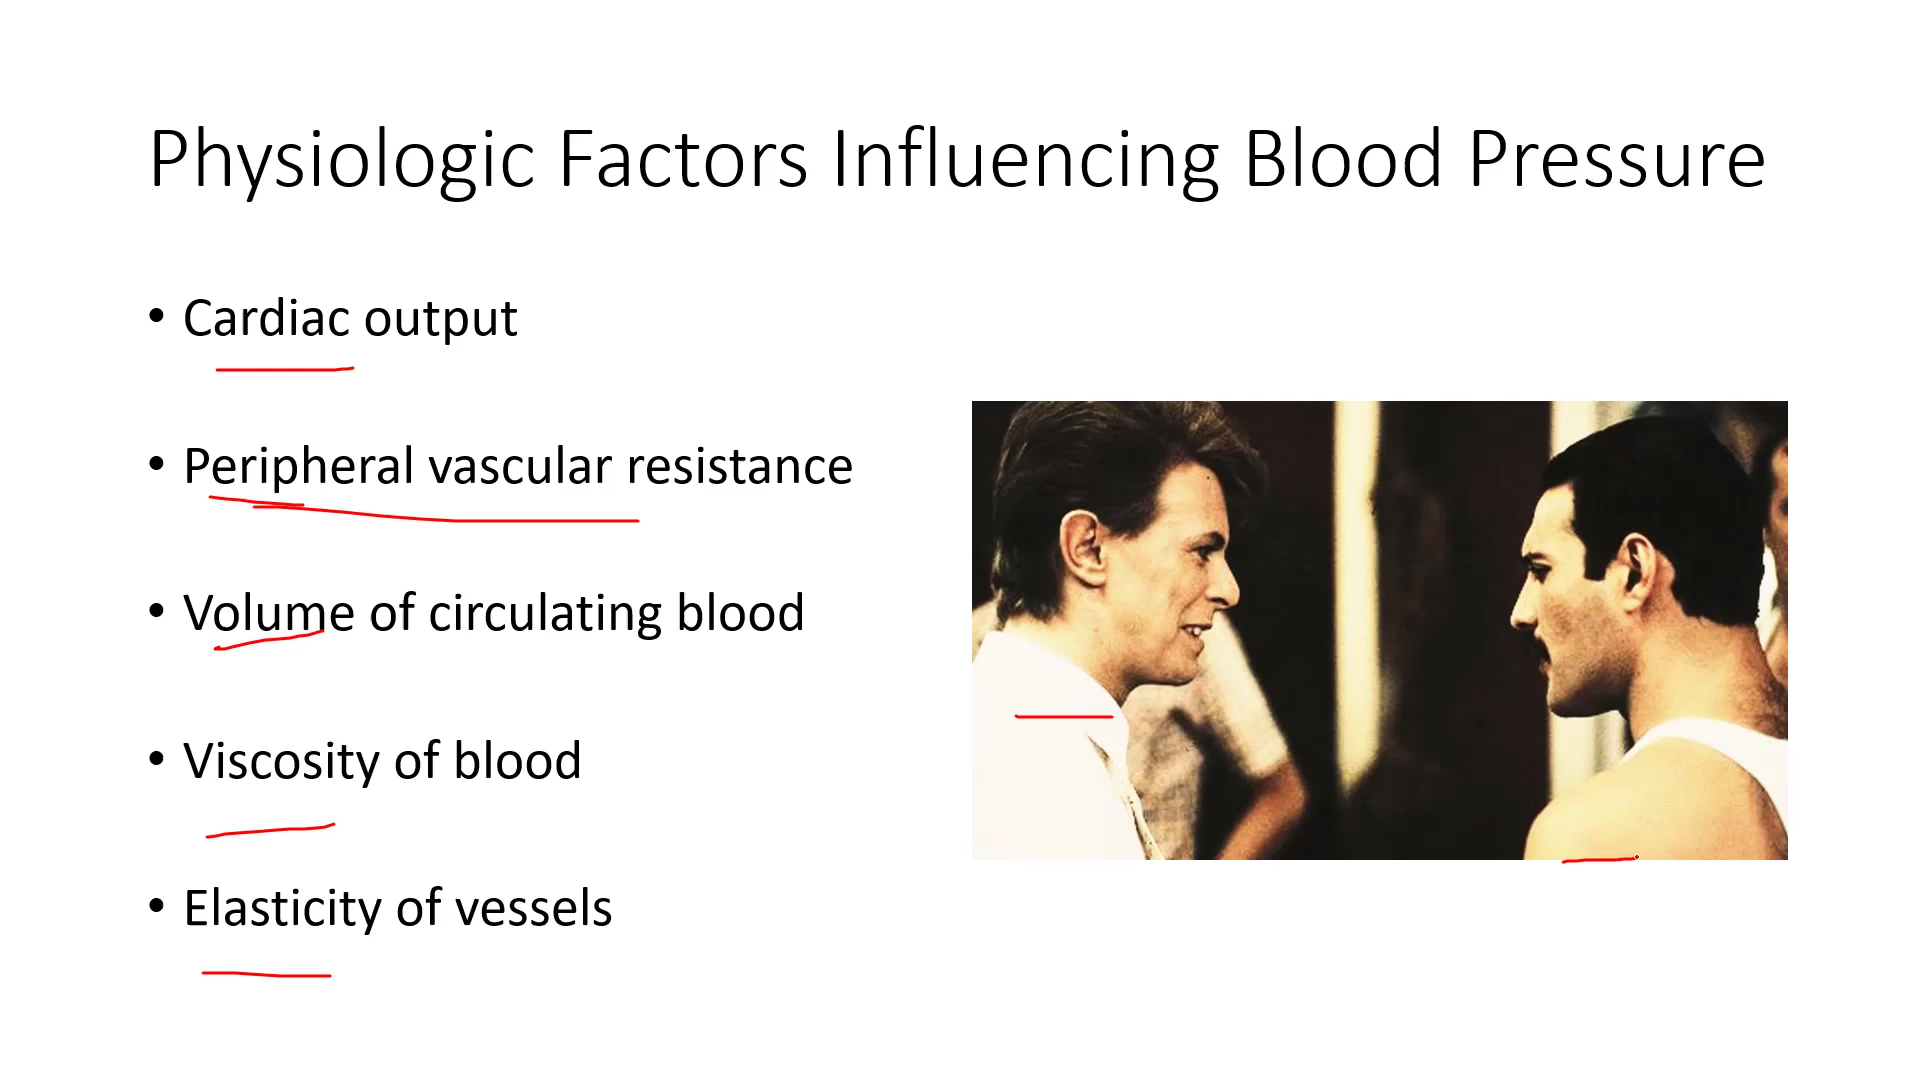 Physiologic Factors Influencing Blood Pressure
• Cardiac output
• Peripheral vascular resistance
• Volume of circulating blood
• Viscosity of blood
• Elasticity of vessels